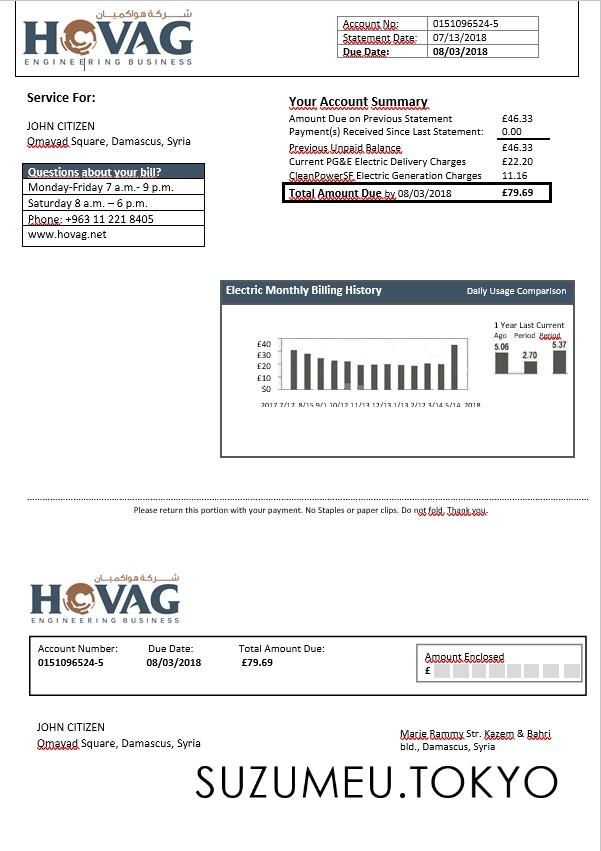 شركة هواكميان
HOVAG
ENGINEERING BUSINESS
Account No: 0151096524-5
Statement Date: 07/13/2018
Due Date: 08/03/2018
Service For:
JOHN CITIZEN
Omayad Square, Damascus, Syria
Questions about your bill?
Monday-Friday 7 a.m.- 9 p.m.
Saturday 8 a.m. – 6 p.m.
Phone: +963 11 221 8405
www.hovag.net
Your Account Summary
Amount Due on Previous Statement £46.33
Payment(s) Received Since Last Statement: 0.00
Previous Unpaid Balance £46.33
Current PG&E Electric Delivery Charges £22.20
CleanPowerSF Electric Generation Charges 11.16
Total Amount Due by 08/03/2018 £79.69
Electric Monthly Billing History Daily Usage Comparison
1 Year Last Current
Ago Period Period
5.06 2.70 5.37
£40
£30
£20
£10
$0
2017 7/17 8/15 9/1 10/12 11/13 12/13 1/13 2/12 3/14 5/14 2018
Please return this portion with your payment. No Staples or paper clips. Do not fold. Thank you.
شركة هواكميان
HOVAG
ENGINEERING BUSINESS
Account Number: Due Date: Total Amount Due:
0151096524-5 08/03/2018 £79.69
Amount Enclosed
£
JOHN CITIZEN
Omayad Square, Damascus, Syria
Marie Rammy Str. Kazem & Bahri
bld., Damascus, Syria
SUZUMEU.TOKYO